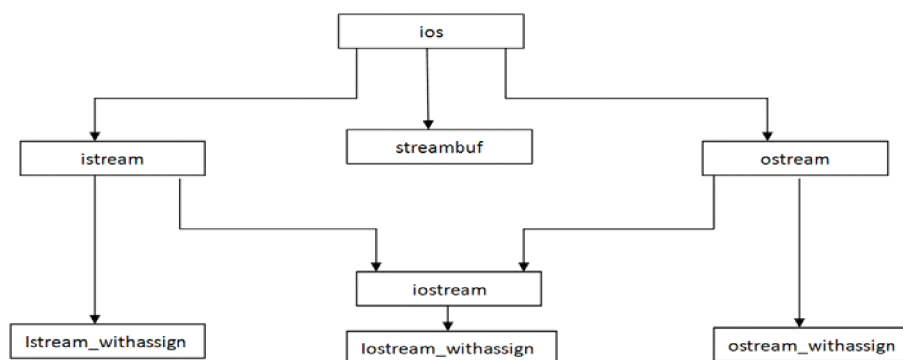 ios
istream
streambuf
ostream
iostream
Istream_withassign
Iostream_withassign
ostream_withassign